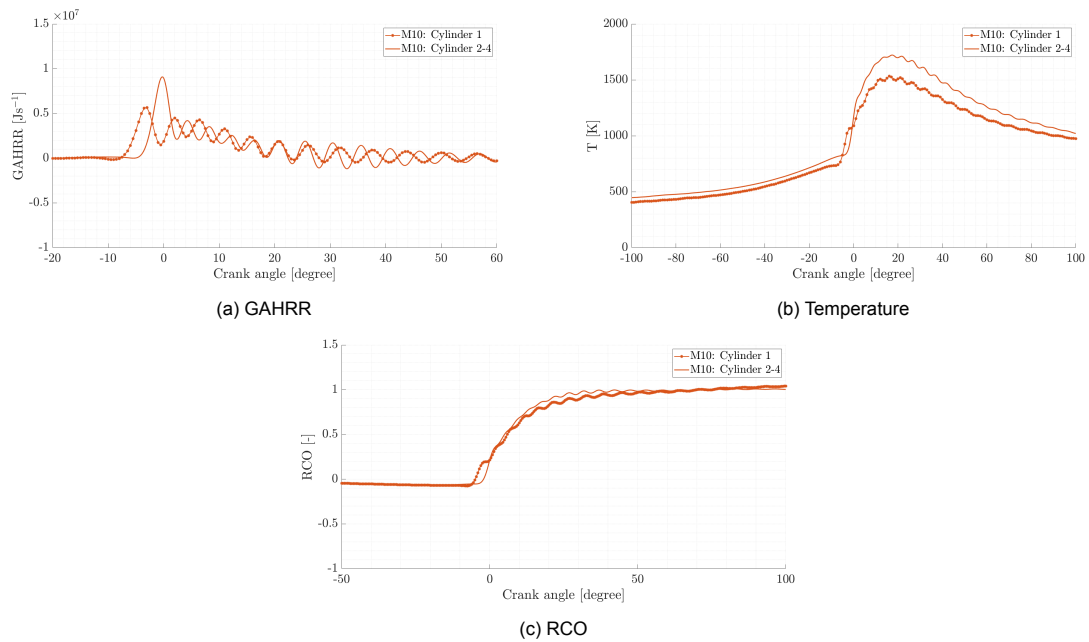 1.5 ×10⁷
1
0.5
0
-0.5
-1
GAHRR [Js⁻¹]
M10: Cylinder 1
M10: Cylinder 2-4
-20 -10 0 10 20 30 40 50 60
Crank angle [degree]
(a) GAHRR
2000
1500
1000
500
0
T [K]
M10: Cylinder 1
M10: Cylinder 2-4
-100 -80 -60 -40 -20 0 20 40 60 80 100
Crank angle [degree]
(b) Temperature
1.5
1
0.5
0
-0.5
-1
RCO [-]
M10: Cylinder 1
M10: Cylinder 2-4
-50 0 50 100
Crank angle [degree]
(c) RCO